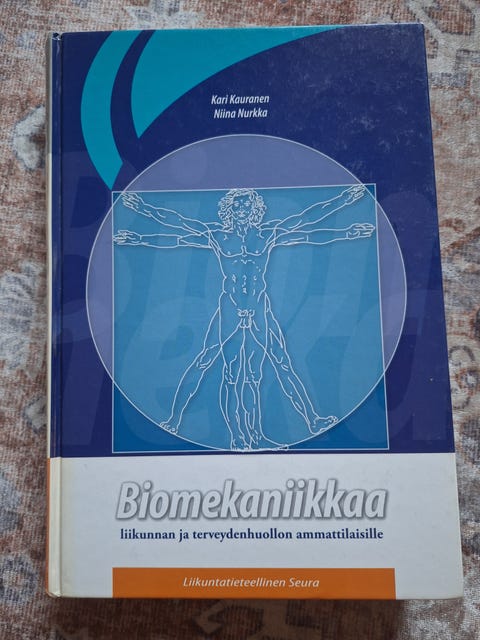 Kari Kauranen
Niina Nurkka
Biomekaniikkaa
liikunnan ja terveydenhuollon ammattilaisille
Liikuntatieteellinen Seura